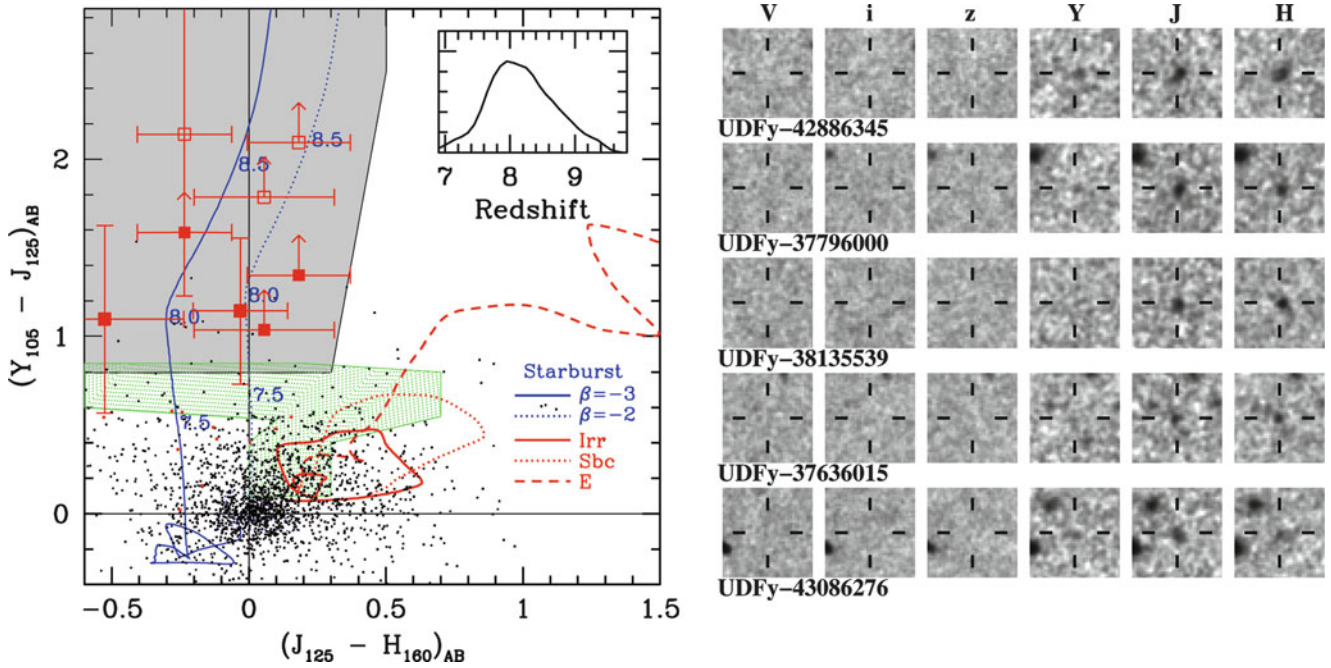 2
1
0
(Y105 − J125)AB
−0.5
0
0.5
1
1.5
(J125 − H160)AB
8.5
8.5
8.0
8.0
7.5
7.5
7
8
9
Redshift
Starburst
β=−3
β=−2
Irr
Sbc
E
V i z Y J H
UDFy−42886345
UDFy−37796000
UDFy−38135539
UDFy−37636015
UDFy−43086276